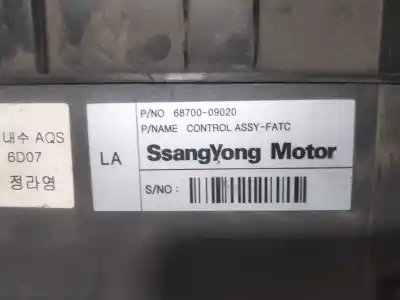 내수 AQS
6D07
정라영
LA
P/NO 68700-09020
P/NAME CONTROL ASSY-FATC
SsangYong Motor
S/NO :